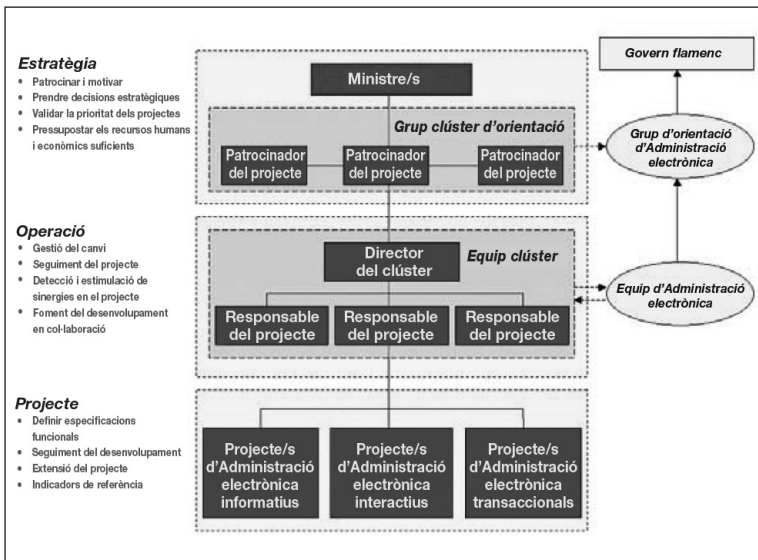 Estratègia
• Patrocinar i motivar
• Prendre decisions estratègiques
• Validar la prioritat dels projectes
• Pressupostar els recursos humans
i econòmics suficients
Ministre/s
Grup clúster d'orientació
Patrocinador
del projecte
Patrocinador
del projecte
Patrocinador
del projecte
Govern flamenc
Grup d'orientació
d'Administració
electrònica
Operació
• Gestió del canvi
• Seguiment del projecte
• Detecció i estimulació de
sinergies en el projecte
• Foment del desenvolupament
en col·laboració
Director
del clúster
Equip clúster
Responsable
del projecte
Responsable
del projecte
Responsable
del projecte
Equip d'Administració
electrònica
Projecte
• Definir especificacions
funcionals
• Seguiment del desenvolupament
• Extensió del projecte
• Indicadors de referència
Projecte/s
d'Administració
electrònica
informatius
Projecte/s
d'Administració
electrònica
interactius
Projecte/s
d'Administració
electrònica
transaccionals